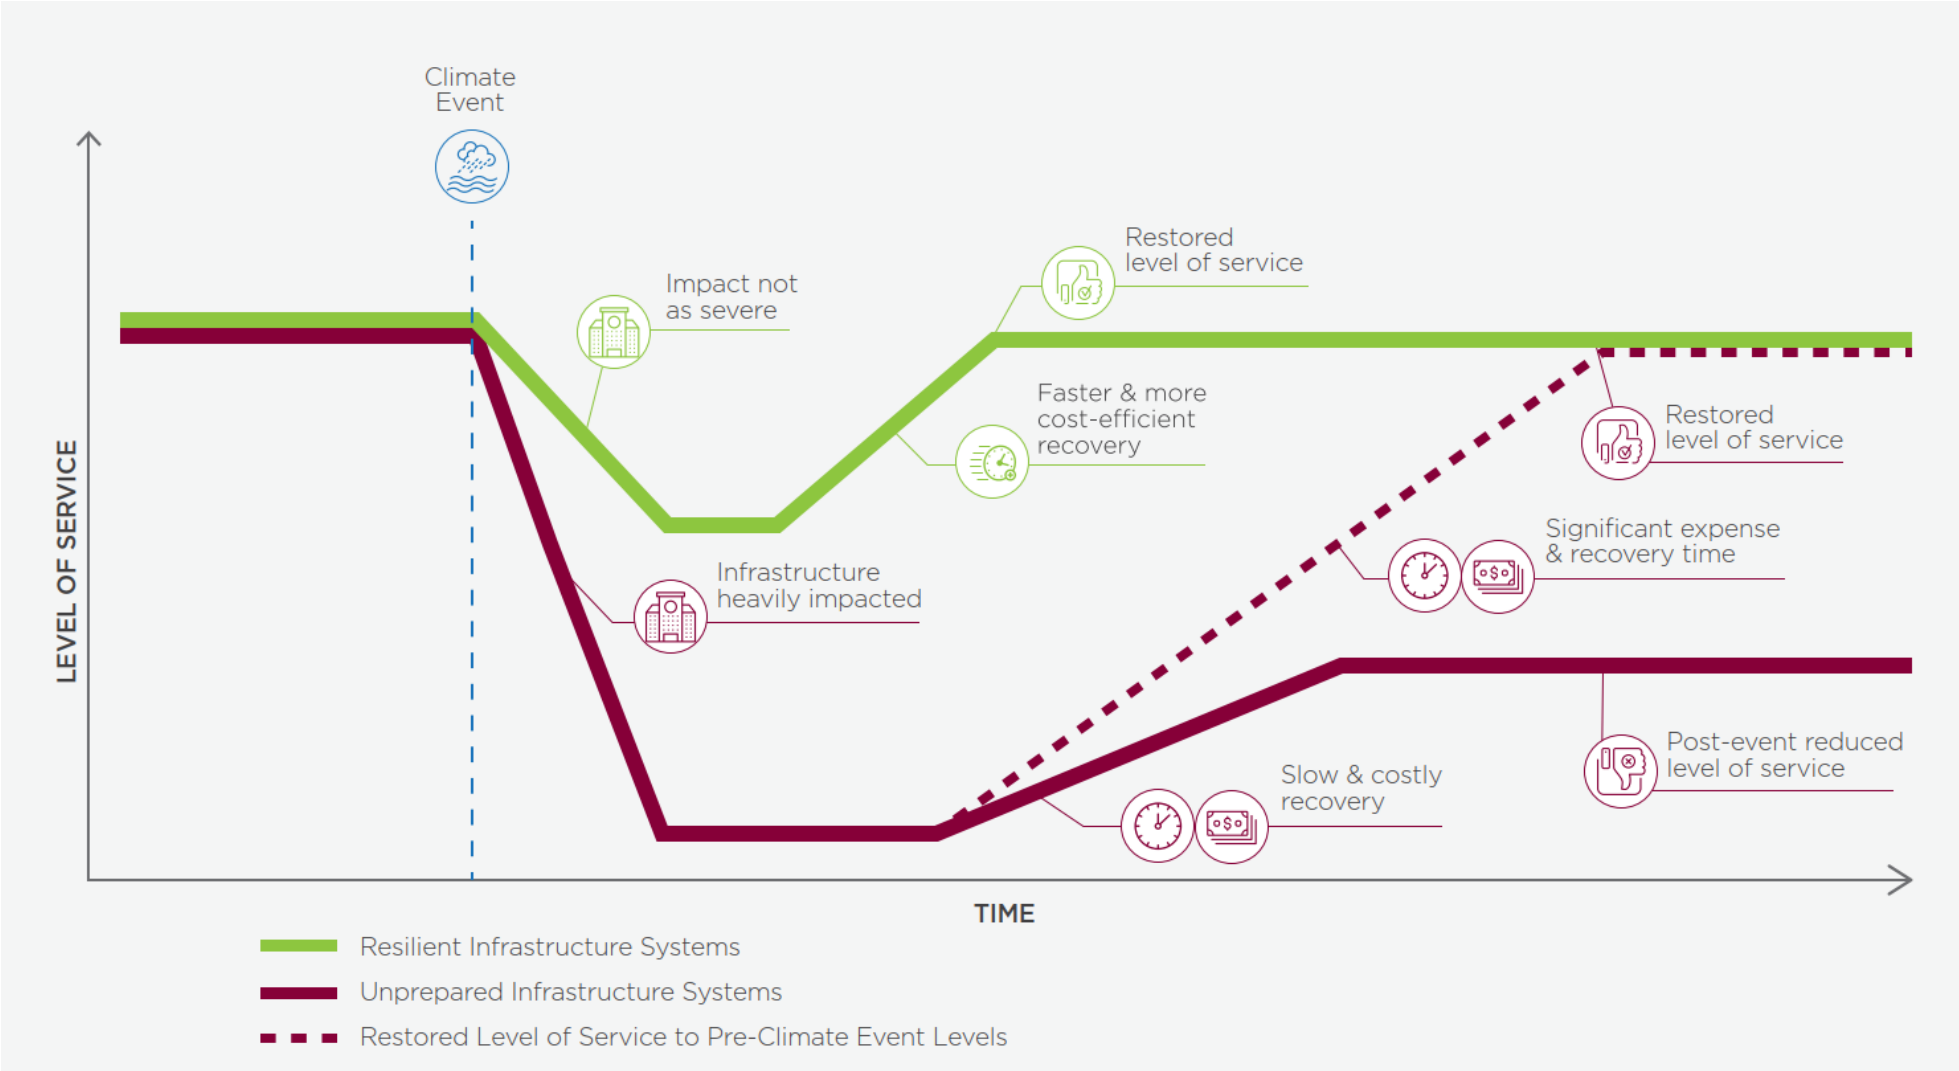 Climate
Event
Restored
level of service
Impact not
as severe
Faster & more
cost-efficient
recovery
Restored
level of service
Significant expense
& recovery time
Infrastructure
heavily impacted
LEVEL OF SERVICE
Post-event reduced
level of service
Slow & costly
recovery
TIME
Resilient Infrastructure Systems
Unprepared Infrastructure Systems
Restored Level of Service to Pre-Climate Event Levels